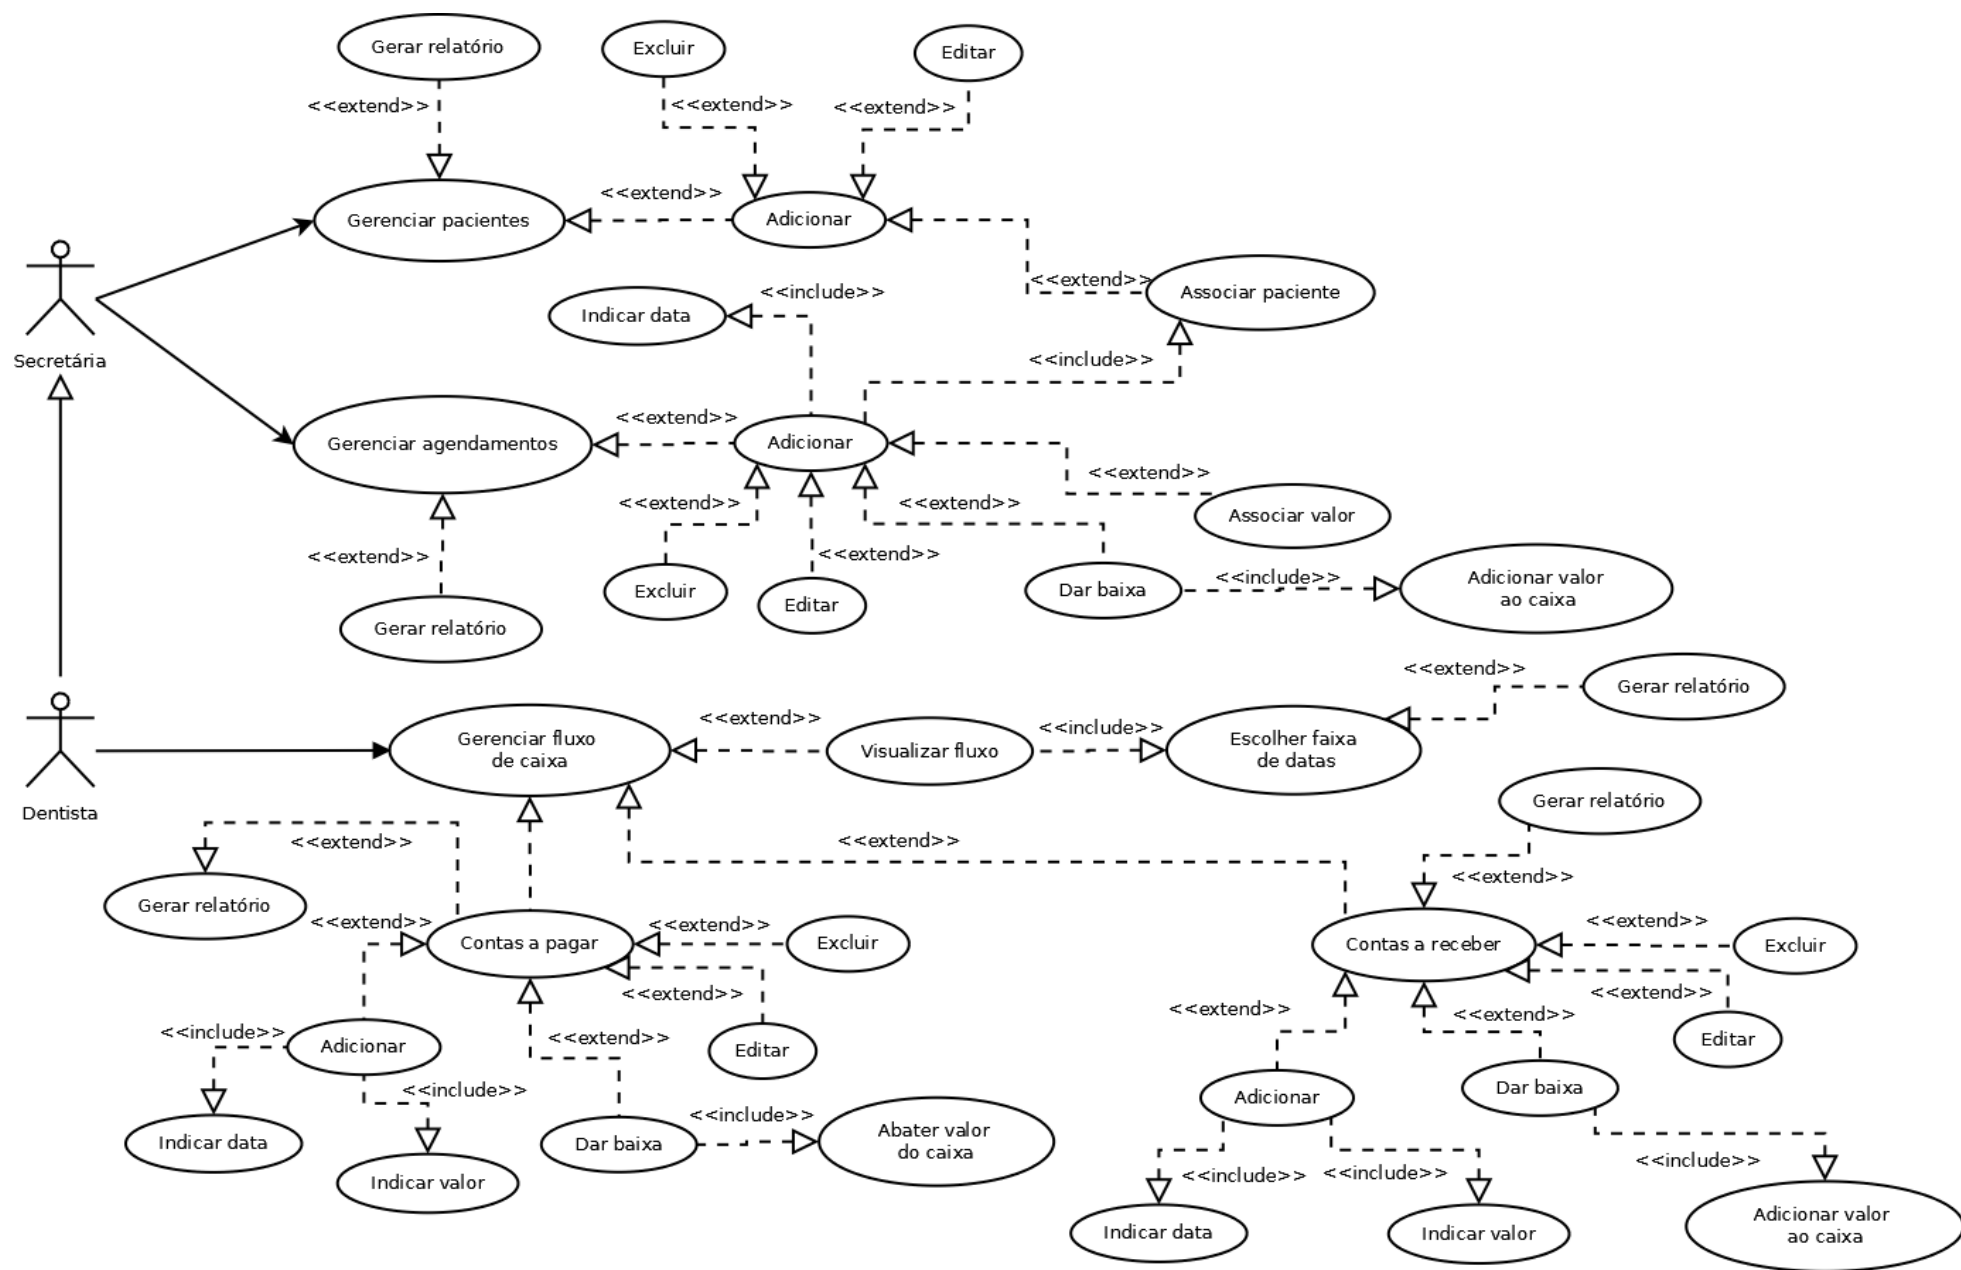 Gerar relatório
Excluir
Editar
<<extend>>
<<extend>>
<<extend>>
Gerenciar pacientes
<<extend>>
Adicionar
<<extend>>
Associar paciente
Indicar data
<<include>>
Secretária
<<include>>
Gerenciar agendamentos
<<extend>>
Adicionar
<<extend>>
<<extend>>
<<extend>>
Associar valor
<<extend>>
<<extend>>
Gerar relatório
Excluir
Editar
Dar baixa
<<include>>
Adicionar valor
ao caixa
<<extend>>
Gerar relatório
Dentista
Gerenciar fluxo
de caixa
<<extend>>
Visualizar fluxo
<<include>>
Escolher faixa
de datas
Gerar relatório
<<extend>>
<<extend>>
<<extend>>
Gerar relatório
<<extend>>
Contas a pagar
<<extend>>
Excluir
<<extend>>
Contas a receber
<<extend>>
Excluir
<<extend>>
<<include>>
Adicionar
<<extend>>
Editar
<<extend>>
<<extend>>
Editar
<<include>>
Adicionar
Dar baixa
Indicar data
Indicar valor
Dar baixa
<<include>>
Abater valor
do caixa
<<include>>
<<include>>
<<include>>
Indicar data
Indicar valor
Adicionar valor
ao caixa